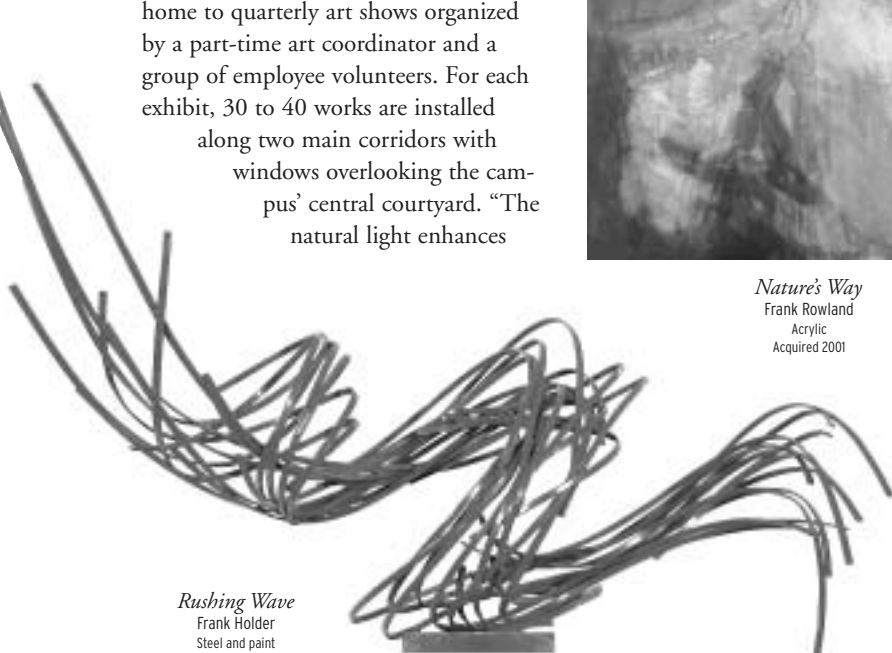 home to quarterly art shows organized
by a part-time art coordinator and a
group of employee volunteers. For each
exhibit, 30 to 40 works are installed
along two main corridors with
windows overlooking the cam-
pus’ central courtyard. “The
natural light enhances
Nature’s Way
Frank Rowland
Acrylic
Acquired 2001
Rushing Wave
Frank Holder
Steel and paint